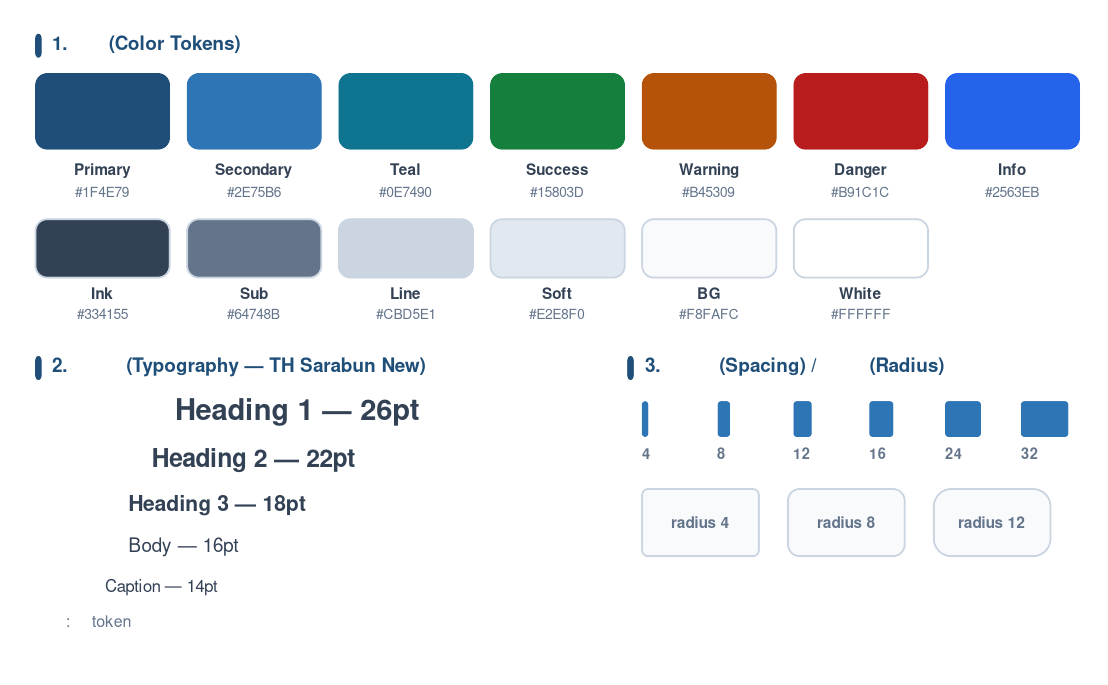 1. (Color Tokens)
Primary Secondary Teal Success Warning Danger Info
#1F4E79 #2E75B6 #0E7490 #15803D #B45309 #B91C1C #2563EB
Ink Sub Line Soft BG White
#334155 #64748B #CBD5E1 #E2E8F0 #F8FAFC #FFFFFF
2. (Typography — TH Sarabun New)
Heading 1 — 26pt
Heading 2 — 22pt
Heading 3 — 18pt
Body — 16pt
Caption — 14pt
: token
3. (Spacing) / (Radius)
4 8 12 16 24 32
radius 4 radius 8 radius 12